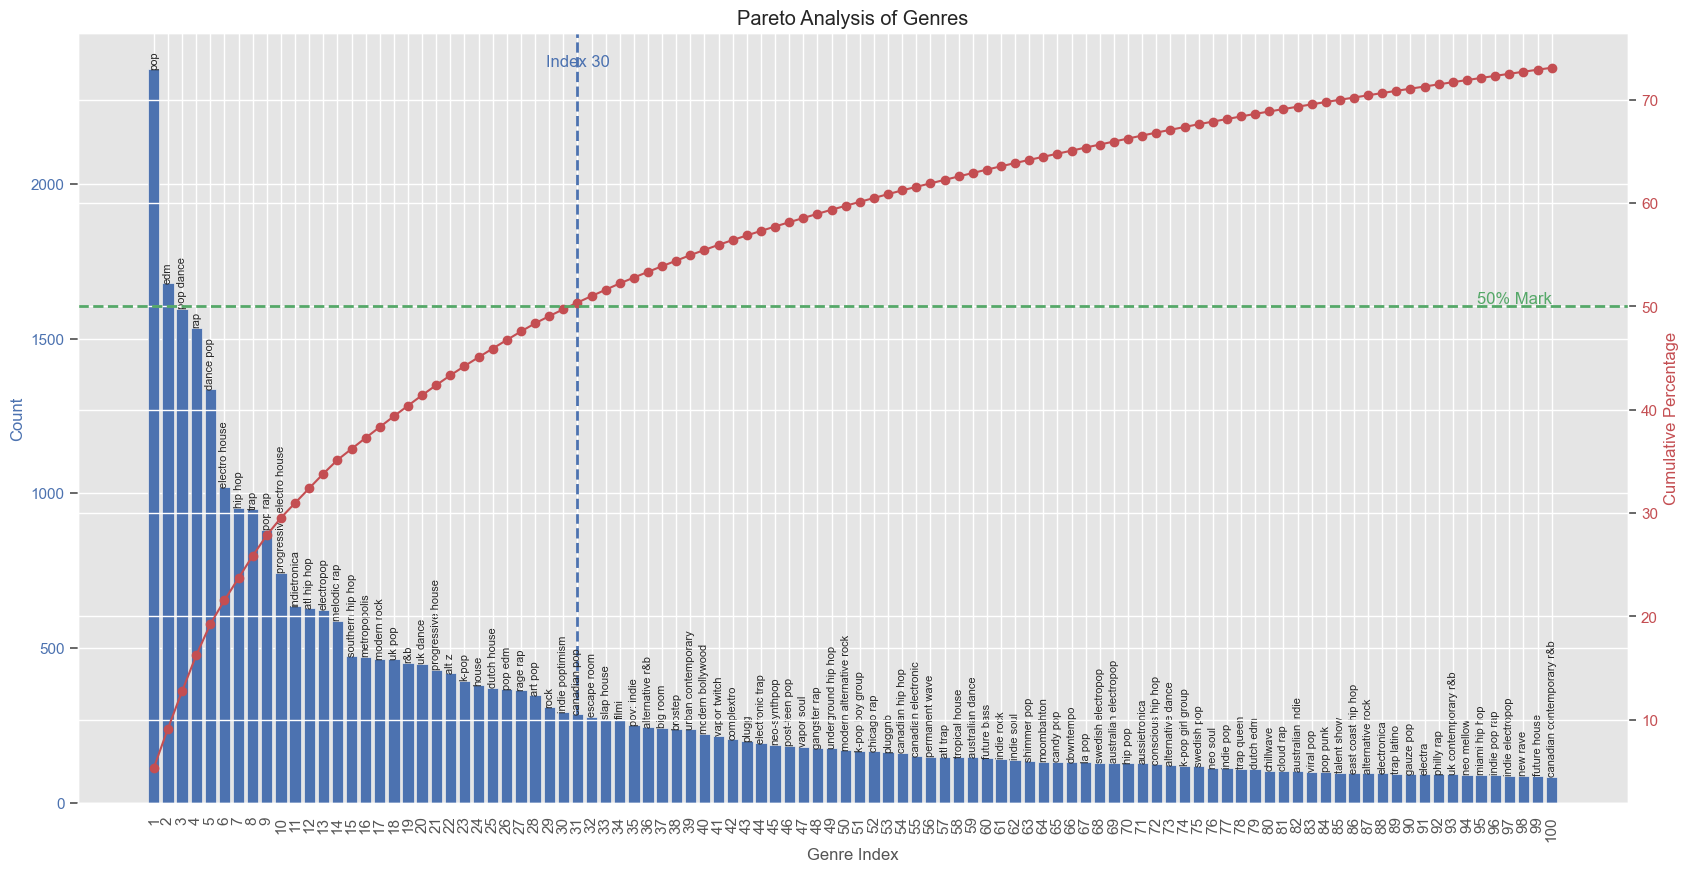 Pareto Analysis of Genres
Index 30
50% Mark
Count
2000
1500
1000
500
0
Cumulative Percentage
70
60
50
40
30
20
10
pop
edm
pop dance
rap
dance pop
electro house
hip hop
trap
pop rap
progressive electro house
indietronica
atl hip hop
electropop
melodic rap
southern hip hop
metropopolis
modern rock
uk pop
r&b
uk dance
progressive house
alt z
k-pop
house
dutch house
pop edm
rage rap
art pop
rock
indie poptimism
canadian pop
escape room
slap house
filmi
pov: indie
alternative r&b
big room
brostep
urban contemporary
modern bollywood
vapor twitch
complextro
plugg
electronic trap
neo-synthpop
post-teen pop
vapor soul
gangster rap
underground hip hop
modern alternative rock
k-pop boy group
chicago rap
pluggnb
canadian hip hop
canadian electronic
permanent wave
atl trap
tropical house
australian dance
future bass
indie rock
indie soul
shimmer pop
moombahton
candy pop
downtempo
la pop
swedish electropop
australian electropop
hip pop
aussietronica
conscious hip hop
alternative dance
k-pop girl group
swedish pop
neo soul
indie pop
trap queen
dutch edm
chillwave
cloud rap
australian indie
viral pop
pop punk
talent show
east coast hip hop
alternative rock
electronica
trap latino
gauze pop
electra
philly rap
uk contemporary r&b
neo mellow
miami hip hop
indie pop rap
indie electropop
new rave
future house
canadian contemporary r&b
1 2 3 4 5 6 7 8 9 10 11 12 13 14 15 16 17 18 19 20 21 22 23 24 25 26 27 28 29 30 31 32 33 34 35 36 37 38 39 40 41 42 43 44 45 46 47 48 49 50 51 52 53 54 55 56 57 58 59 60 61 62 63 64 65 66 67 68 69 70 71 72 73 74 75 76 77 78 79 80 81 82 83 84 85 86 87 88 89 90 91 92 93 94 95 96 97 98 99 100
Genre Index